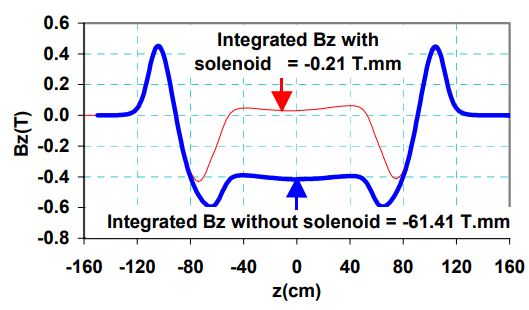 0.6
Integrated Bz with
solenoid = -0.21 T.mm
0.4
0.2
0.0
-0.2
-0.4
-0.6
Integrated Bz without solenoid = -61.41 T.mm
-0.8
Bz(T)
-160 -120 -80 -40 0 40 80 120 160
z(cm)